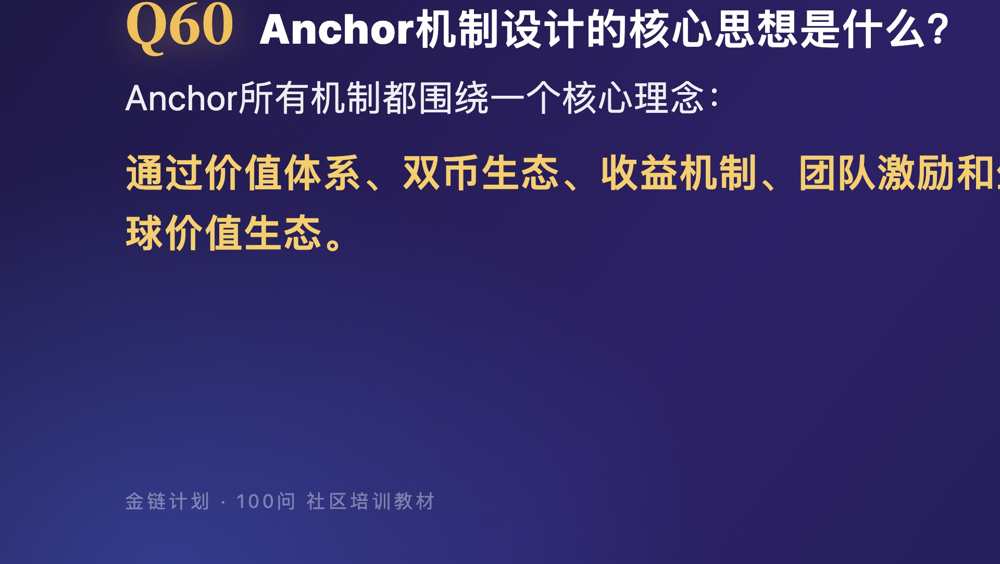 Q60 Anchor机制设计的核心思想是什么?
Anchor所有机制都围绕一个核心理念：
通过价值体系、双币生态、收益机制、团队激励和
球价值生态。
金链计划 · 100问 社区培训教材